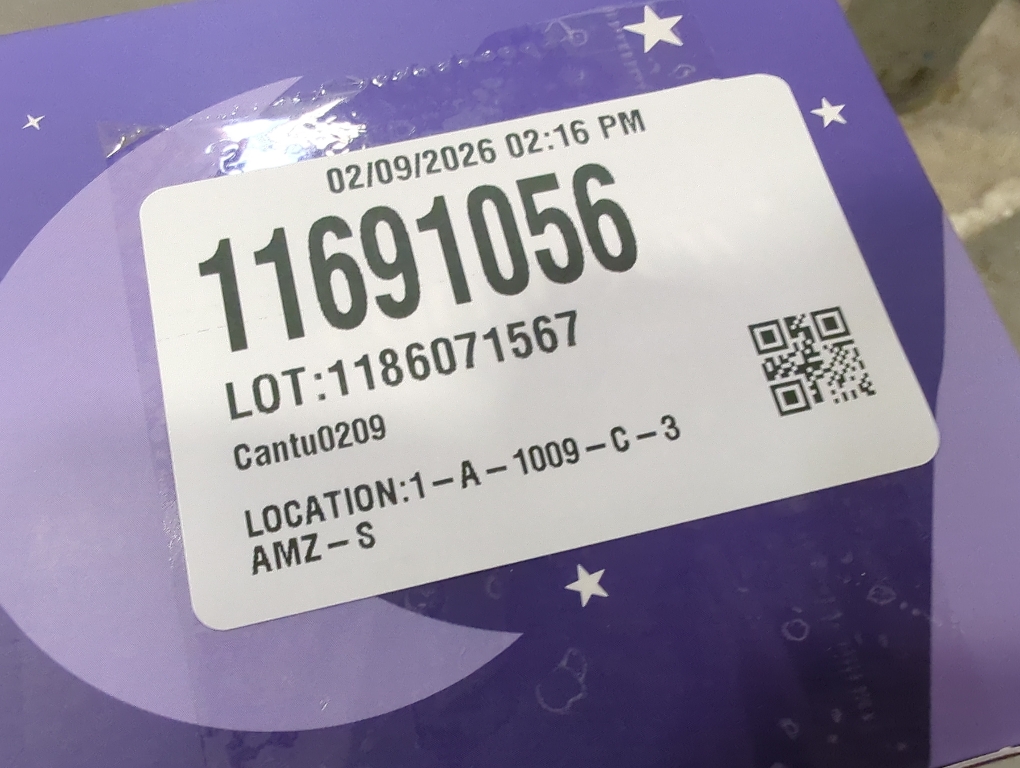 02/09/2026 02:16 PM
11691056
LOT:1186071567
Cantu0209
LOCATION:1-A-1009-C-3
AMZ-S